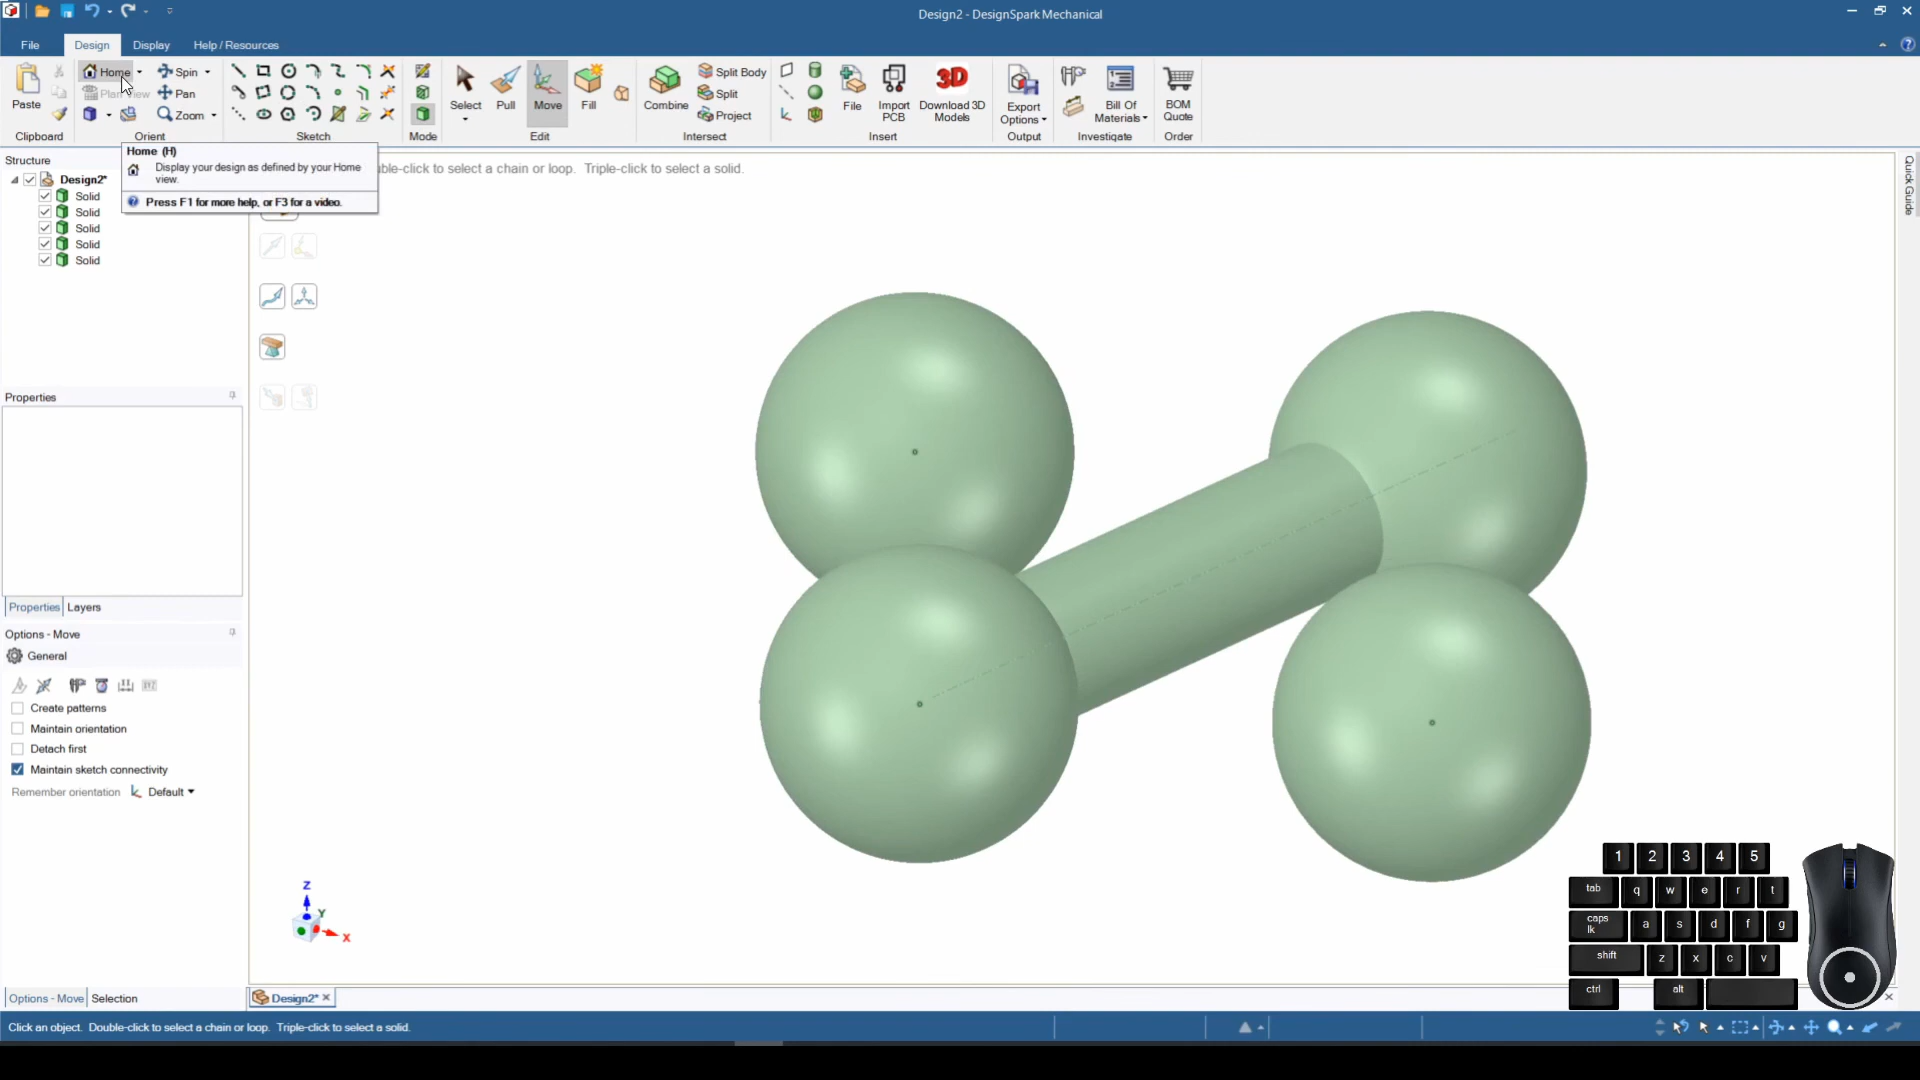 Design2 - DesignSpark Mechanical
File
Design
Display
Help / Resources
Paste
Home
Spin
Plan View
Pan
Zoom
Select
Pull
Move
Fill
Combine
Split Body
Split
Project
File
Import PCB
Download 3D Models
Export Options
Bill Of Materials
BOM Quote
Clipboard
Orient
Sketch
Mode
Edit
Intersect
Insert
Output
Investigate
Order
3D
Home (H)
Display your design as defined by your Home
view.
Press F1 for more help, or F3 for a video.
ble-click to select a chain or loop. Triple-click to select a solid.
Quick Guide
Structure
Design2*
Solid
Solid
Solid
Solid
Solid
Properties
Properties
Layers
Options - Move
General
XYZ
Create patterns
Maintain orientation
Detach first
Maintain sketch connectivity
Remember orientation
Default
Z
Y
X
1 2 3 4 5
tab q w e r t
caps lk a s d f g
shift z x c v
ctrl alt
Options - Move
Selection
Design2*
Click an object. Double-click to select a chain or loop. Triple-click to select a solid.